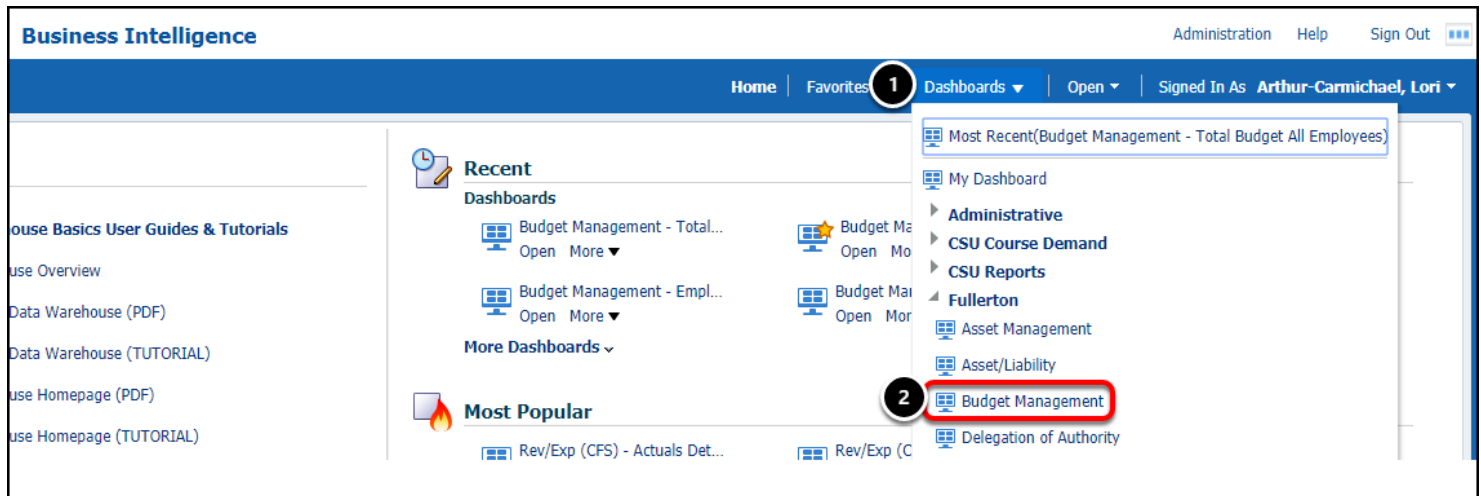 Business Intelligence
Administration Help Sign Out
Home Favorites 1 Dashboards Open Signed In As Arthur-Carmichael, Lori
Most Recent(Budget Management - Total Budget All Employees)
My Dashboard
Administrative
CSU Course Demand
CSU Reports
Fullerton
Asset Management
Asset/Liability
2 Budget Management
Delegation of Authority
Recent
Dashboards
Budget Management - Total...
Open More
Budget Ma
Open Mo
Budget Management - Empl...
Open More
Budget Mar
Open Mor
More Dashboards
Most Popular
Rev/Exp (CFS) - Actuals Det...
Rev/Exp (C
ouse Basics User Guides & Tutorials
use Overview
Data Warehouse (PDF)
Data Warehouse (TUTORIAL)
use Homepage (PDF)
use Homepage (TUTORIAL)